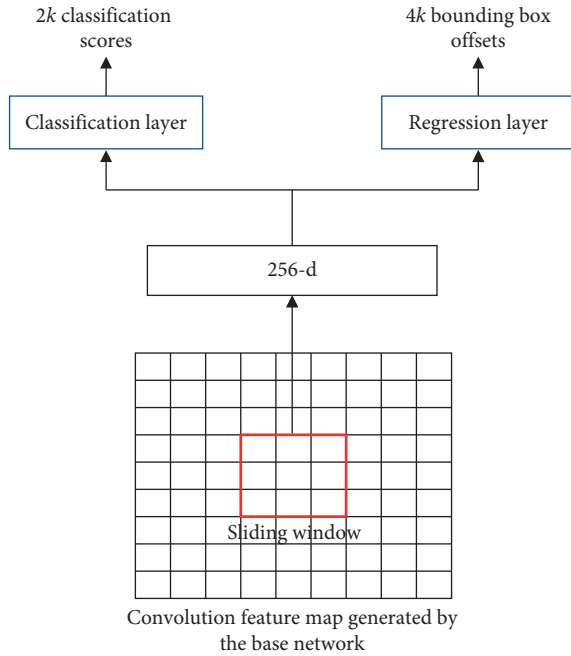 2k classification
scores
4k bounding box
offsets
Classification layer
Regression layer
256-d
Sliding window
Convolution feature map generated by
the base network